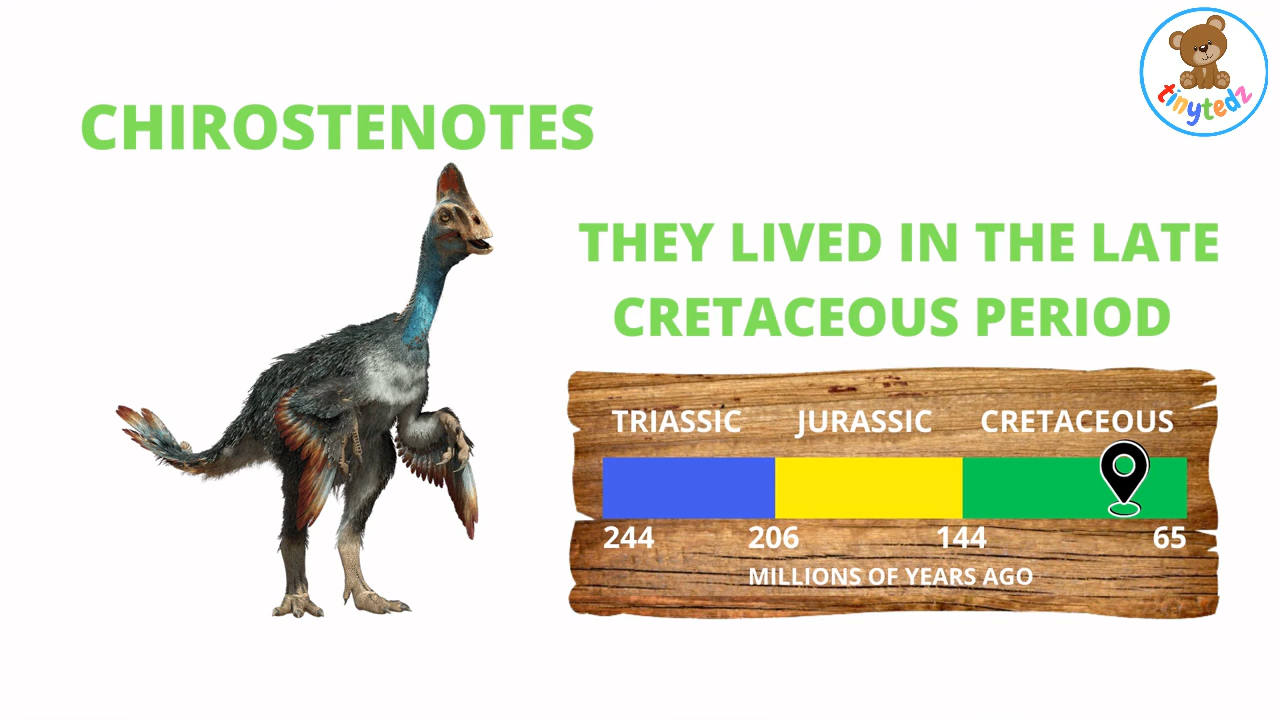 tinytedz
CHIROSTENOTES
THEY LIVED IN THE LATE
CRETACEOUS PERIOD
TRIASSIC JURASSIC CRETACEOUS
244 206 144 65
MILLIONS OF YEARS AGO